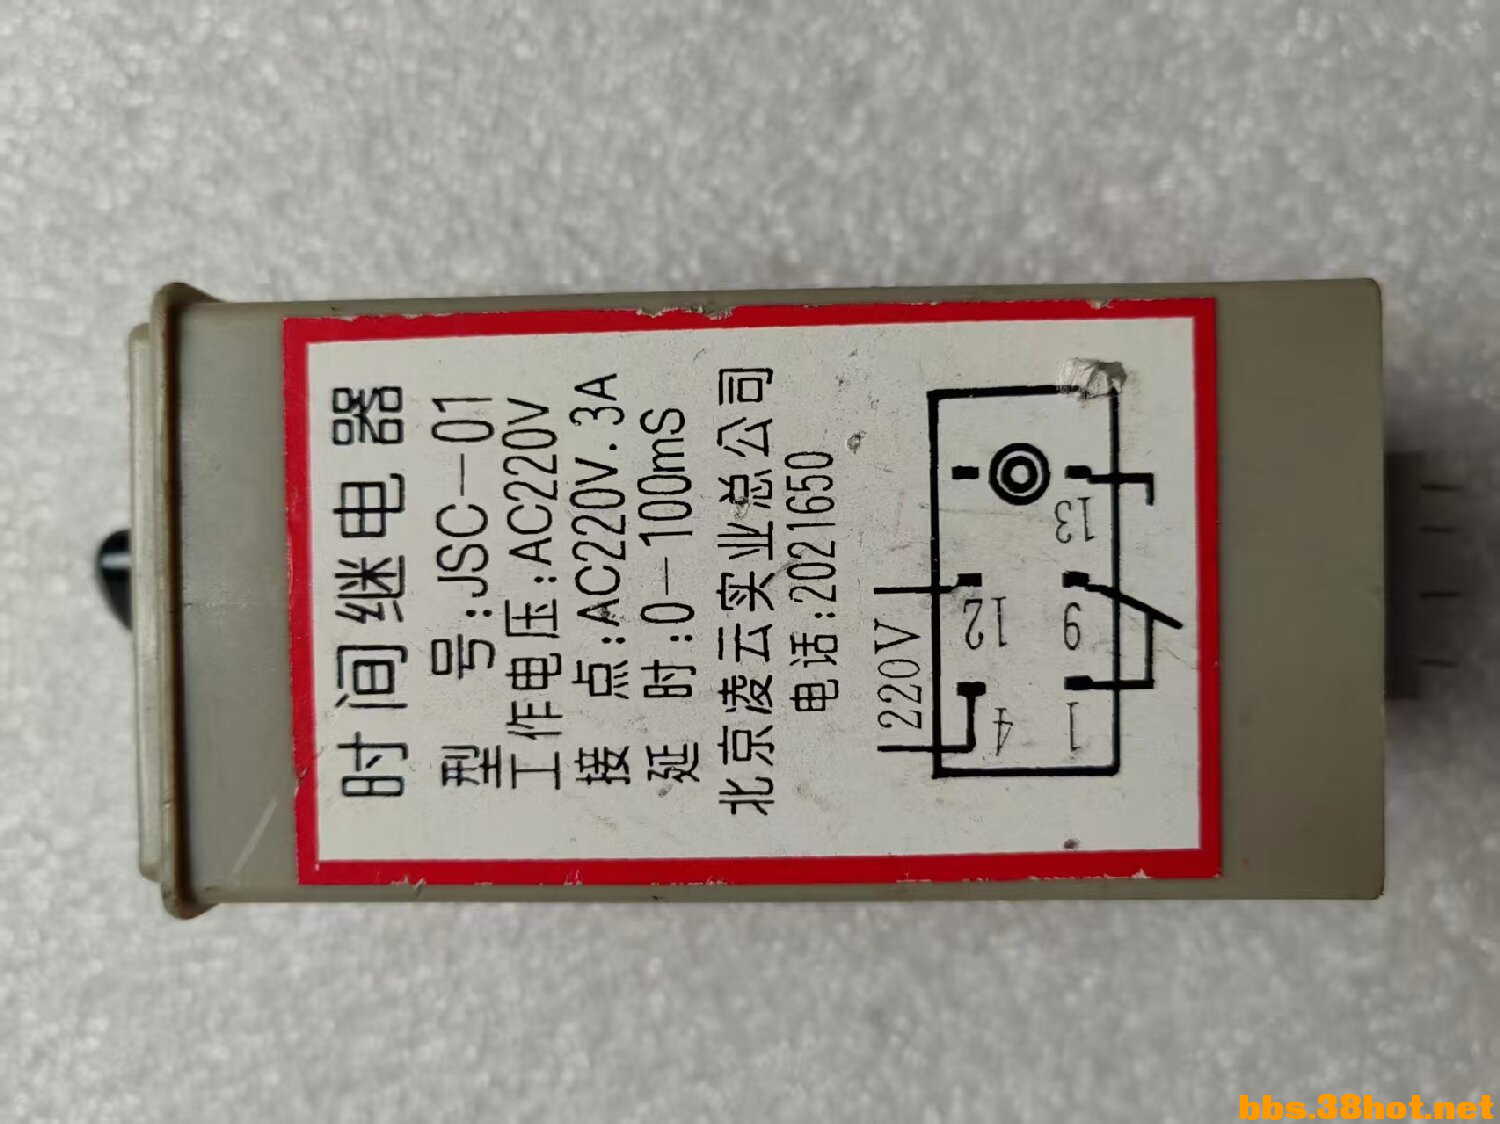 时间继电器
型 号:JSC-01
工作电压:AC220V
接 点:AC220V.3A
延 时:0-100mS
北京凌云实业总公司
电话:2021650
220V
4 12
1 9 13
bbs.38hot.net